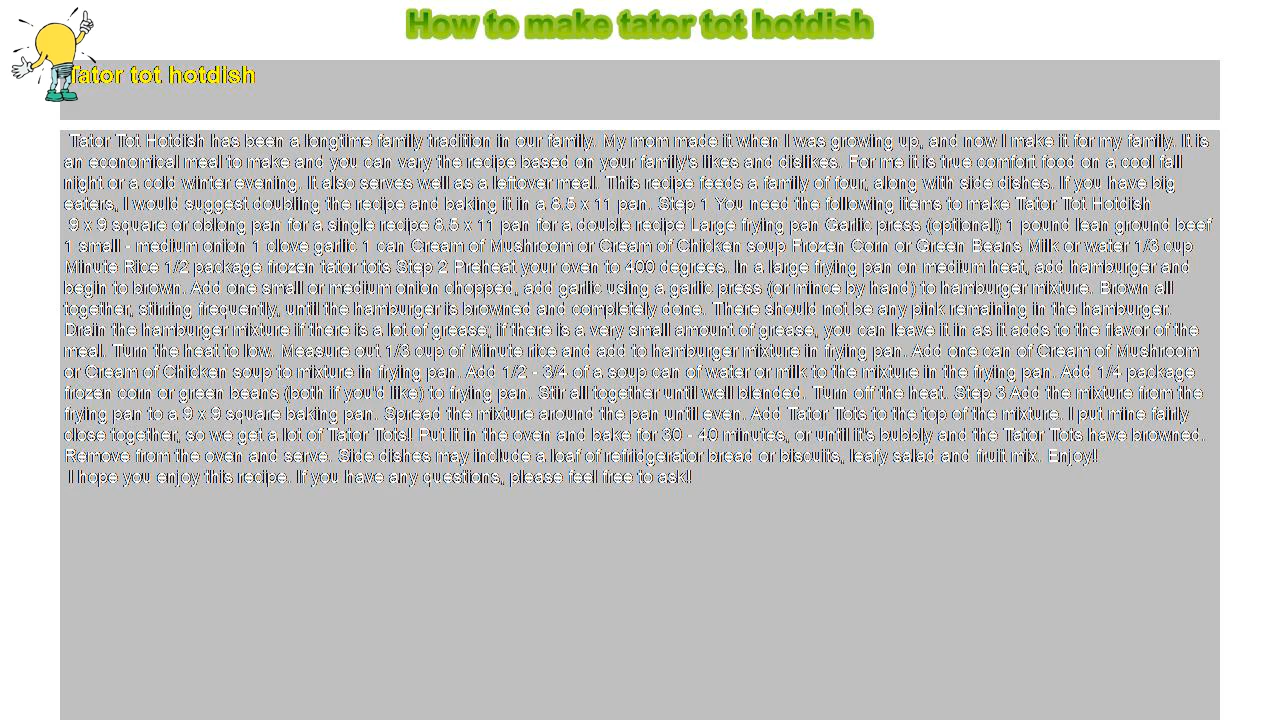 How to make tator tot hotdish
Tator tot hotdish
Tator Tot Hotdish has been a longtime family tradition in our family. My mom made it when I was growing up, and now I make it for my family. It is
an economical meal to make and you can vary the recipe based on your family's likes and dislikes. For me it is true comfort food on a cool fall
night or a cold winter evening. It also serves well as a leftover meal. This recipe feeds a family of four, along with side dishes. If you have big
eaters, I would suggest doubling the recipe and baking it in a 8.5 x 11 pan. Step 1 You need the following items to make Tator Tot Hotdish
9 x 9 square or oblong pan for a single recipe 8.5 x 11 pan for a double recipe Large frying pan Garlic press (optional) 1 pound lean ground beef
1 small - medium onion 1 clove garlic 1 can Cream of Mushroom or Cream of Chicken soup Frozen Corn or Green Beans Milk or water 1/3 cup
Minute Rice 1/2 package frozen tator tots Step 2 Preheat your oven to 400 degrees. In a large frying pan on medium heat, add hamburger and
begin to brown. Add one small or medium onion chopped, add garlic using a garlic press (or mince by hand) to hamburger mixture. Brown all
together, stirring frequently, until the hamburger is browned and completely done. There should not be any pink remaining in the hamburger.
Drain the hamburger mixture if there is a lot of grease; if there is a very small amount of grease, you can leave it in as it adds to the flavor of the
meal. Turn the heat to low. Measure out 1/3 cup of Minute rice and add to hamburger mixture in frying pan. Add one can of Cream of Mushroom
or Cream of Chicken soup to mixture in frying pan. Add 1/2 - 3/4 of a soup can of water or milk to the mixture in the frying pan. Add 1/4 package
frozen corn or green beans (both if you'd like) to frying pan. Stir all together until well blended. Turn off the heat. Step 3 Add the mixture from the
frying pan to a 9 x 9 square baking pan. Spread the mixture around the pan until even. Add Tator Tots to the top of the mixture. I put mine fairly
close together, so we get a lot of Tator Tots! Put it in the oven and bake for 30 - 40 minutes, or until it's bubbly and the Tator Tots have browned.
Remove from the oven and serve. Side dishes may include a loaf of refridgerator bread or biscuits, leafy salad and fruit mix. Enjoy!
I hope you enjoy this recipe. If you have any questions, please feel free to ask!